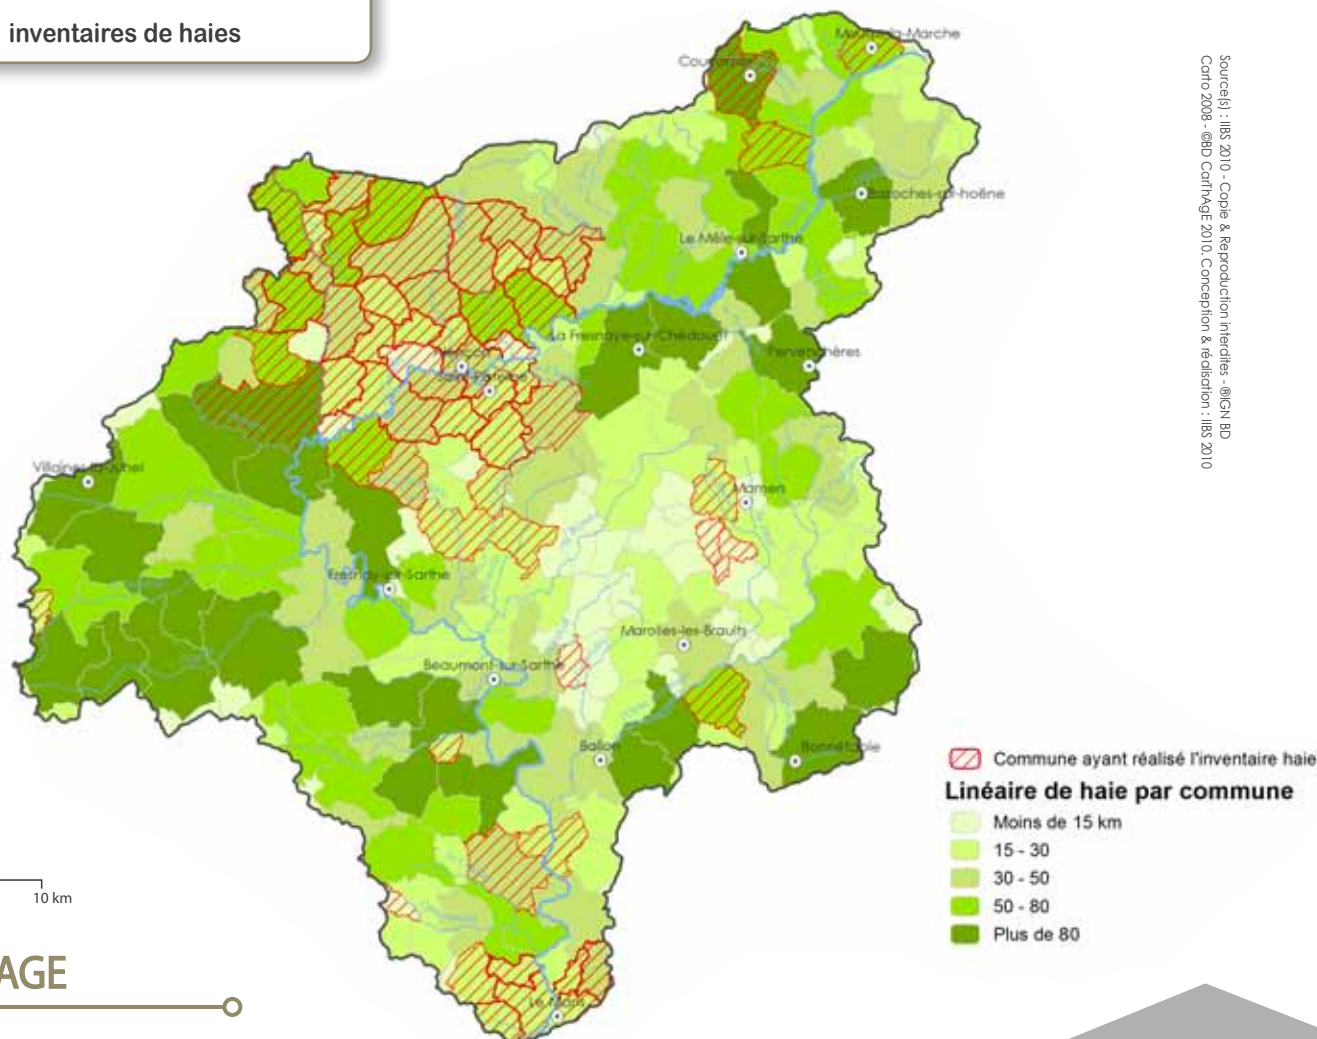 inventaires de haies
Moulins-la-Marche
Courtomer
Bazoches-sur-hoëne
Le Mêle-sur-Sarthe
La Fresnaye-sur-Chédouet
Pervenchères
Alençon
Villaines-la-Juhel
Mamers
Fresnay-sur-Sarthe
Marolles-les-Braults
Beaumont-sur-Sarthe
Ballon
Bonnétable
Le Mans
Source(s) : IIBS 2010 - Copie & Reproduction interdites - ®IGN BD
Carto 2008 - ©BD CarThAgE 2010. Conception & réalisation : IIBS 2010
Commune ayant réalisé l'inventaire haie
Linéaire de haie par commune
Moins de 15 km
15 - 30
30 - 50
50 - 80
Plus de 80
10 km
AGE